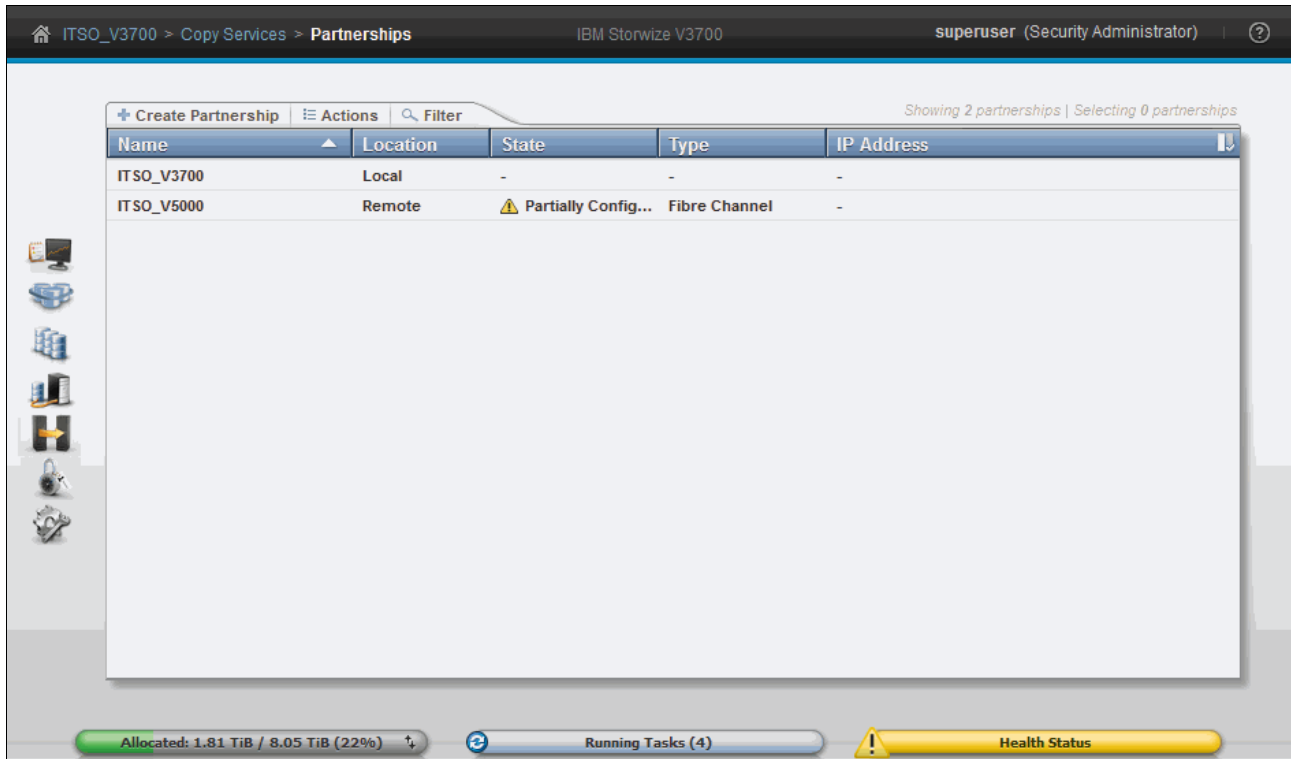 ITSO_V3700 > Copy Services > Partnerships IBM Storwize V3700 superuser (Security Administrator) | ?
Create Partnership Actions Filter Showing 2 partnerships | Selecting 0 partnerships
Name Location State Type IP Address
ITSO_V3700 Local - - -
ITSO_V5000 Remote Partially Config... Fibre Channel -
Allocated: 1.81 TiB / 8.05 TiB (22%) Running Tasks (4) Health Status